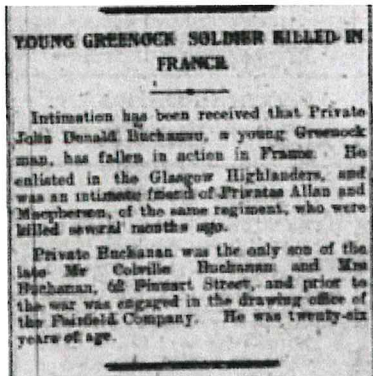 YOUNG GREENOCK SOLDIER KILLED IN
FRANCE.
Intimation has been received that Private
John Donald Buchanan, a young Greenock
man, has fallen in action in France. He
enlisted in the Glasgow Highlanders, and
was an intimate friend of Privates Allan and
Macpherson, of the same regiment, who were
killed several months ago.
Private Buchanan was the only son of the
late Mr Colville Buchanan and Mrs
Buchanan, 62 Finnart Street, and prior to
the war was engaged in the drawing office of
the Fairfield Company. He was twenty-six
years of age.